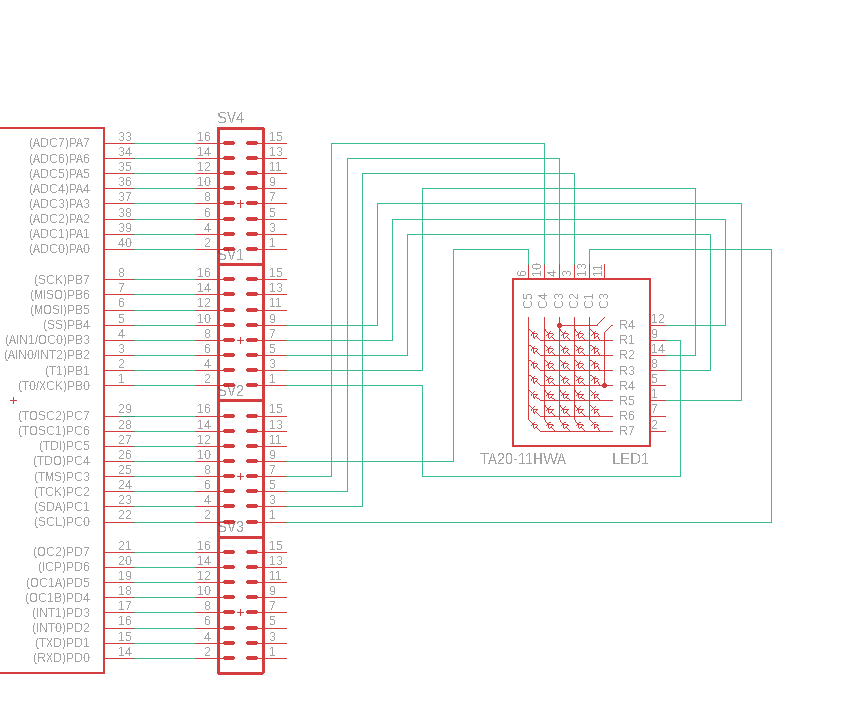 SV4
(ADC7)PA7 33 16 15
(ADC6)PA6 34 14 13
(ADC5)PA5 35 12 11
(ADC4)PA4 36 10 9
(ADC3)PA3 37 8 7
(ADC2)PA2 38 6 5
(ADC1)PA1 39 4 3
(ADC0)PA0 40 2 1
SV1
(SCK)PB7 8 16 15
(MISO)PB6 7 14 13
(MOSI)PB5 6 12 11
(SS)PB4 5 10 9
(AIN1/OC0)PB3 4 8 7
(AIN0/INT2)PB2 3 6 5
(T1)PB1 2 4 3
(T0/XCK)PB0 1 2 1
SV2
(TOSC2)PC7 29 16 15
(TOSC1)PC6 28 14 13
(TDI)PC5 27 12 11
(TDO)PC4 26 10 9
(TMS)PC3 25 8 7
(TCK)PC2 24 6 5
(SDA)PC1 23 4 3
(SCL)PC0 22 2 1
SV3
(OC2)PD7 21 16 15
(ICP)PD6 20 14 13
(OC1A)PD5 19 12 11
(OC1B)PD4 18 10 9
(INT1)PD3 17 8 7
(INT0)PD2 16 6 5
(TXD)PD1 15 4 3
(RXD)PD0 14 2 1
6 10 4 3 13 11
C5 C4 C3 C2 C1 C3
R4 12
R1 9
R2 14
R3 8
R4 5
R5 1
R6 7
R7 2
TA20-11HWA LED1